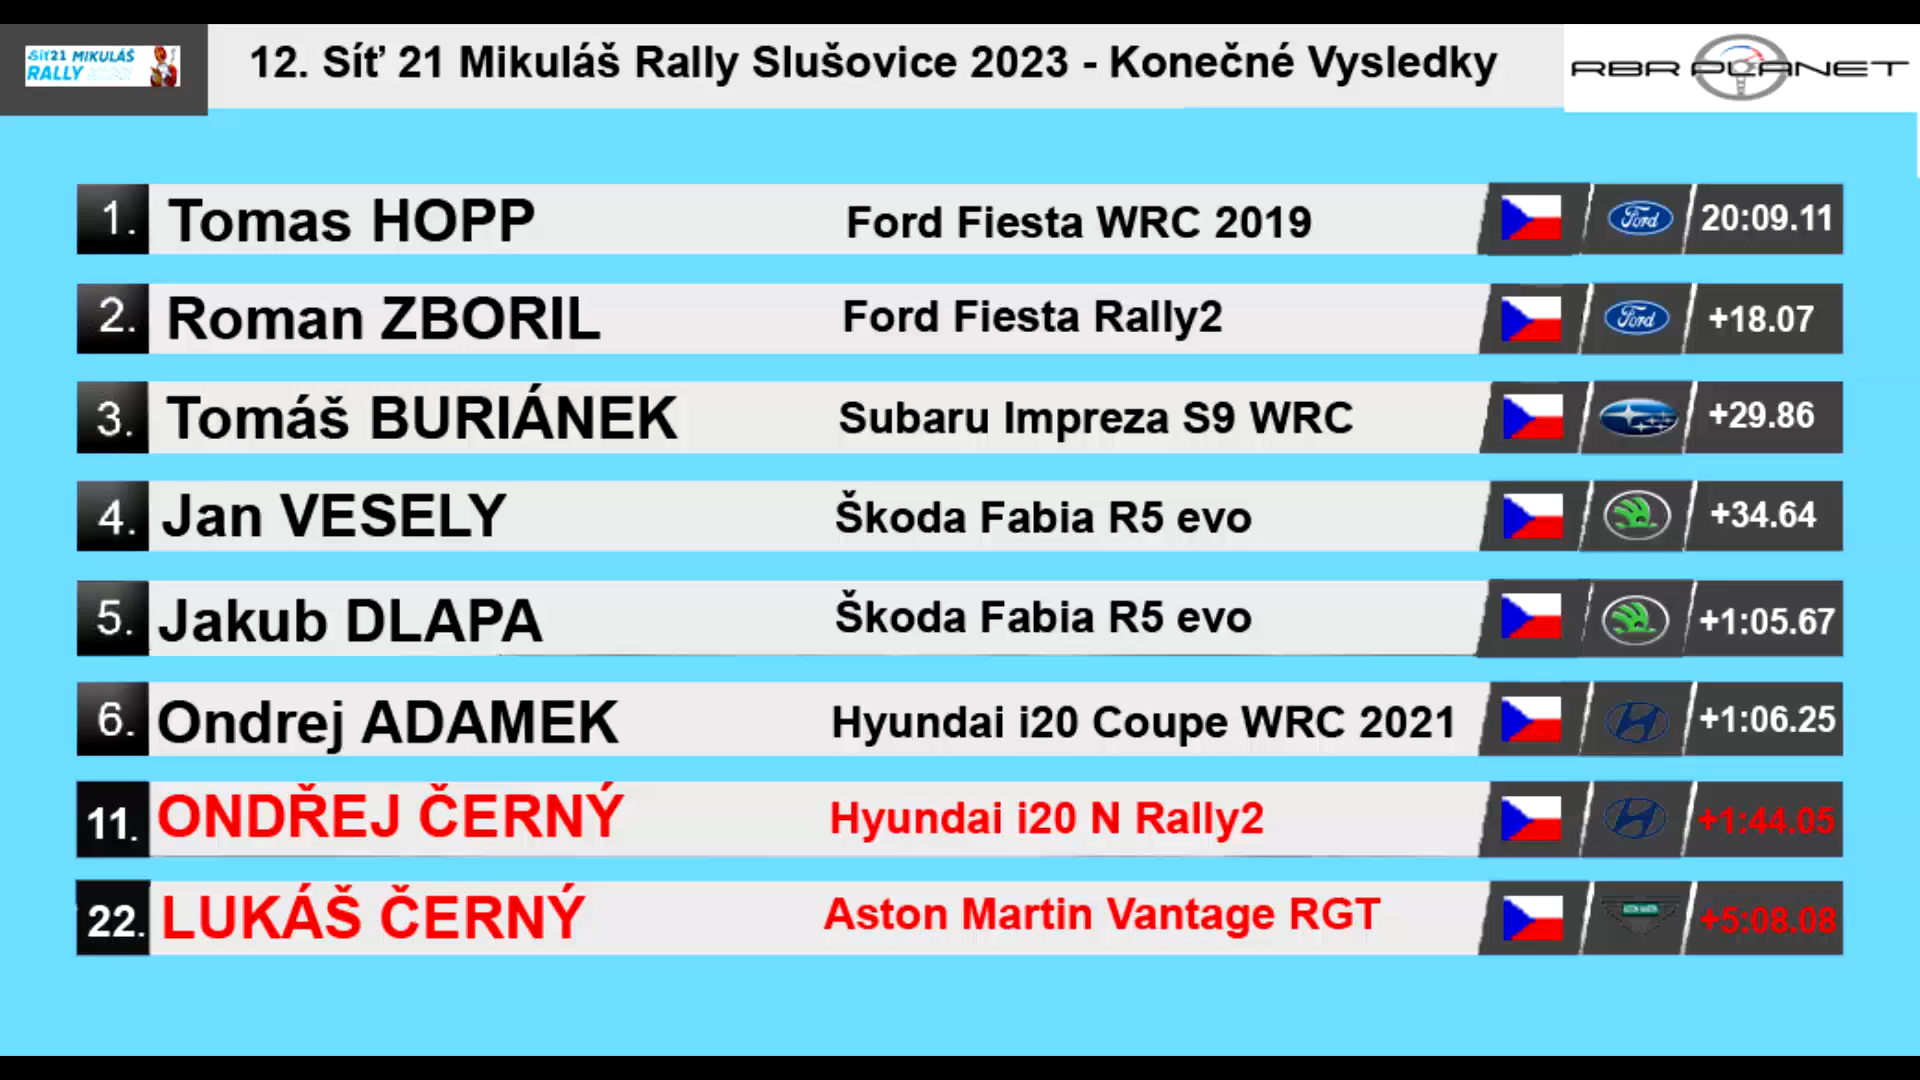 SíT21 MIKULÁŠ
RALLY
12. Síť 21 Mikuláš Rally Slušovice 2023 - Konečné Vysledky
RBR PLANET
1. Tomas HOPP Ford Fiesta WRC 2019 Ford 20:09.11
2. Roman ZBORIL Ford Fiesta Rally2 Ford +18.07
3. Tomáš BURIÁNEK Subaru Impreza S9 WRC +29.86
4. Jan VESELY Škoda Fabia R5 evo +34.64
5. Jakub DLAPA Škoda Fabia R5 evo +1:05.67
6. Ondrej ADAMEK Hyundai i20 Coupe WRC 2021 +1:06.25
11. ONDŘEJ ČERNÝ Hyundai i20 N Rally2 +1:44.05
22. LUKÁŠ ČERNÝ Aston Martin Vantage RGT ASTON MARTIN +5:08.08